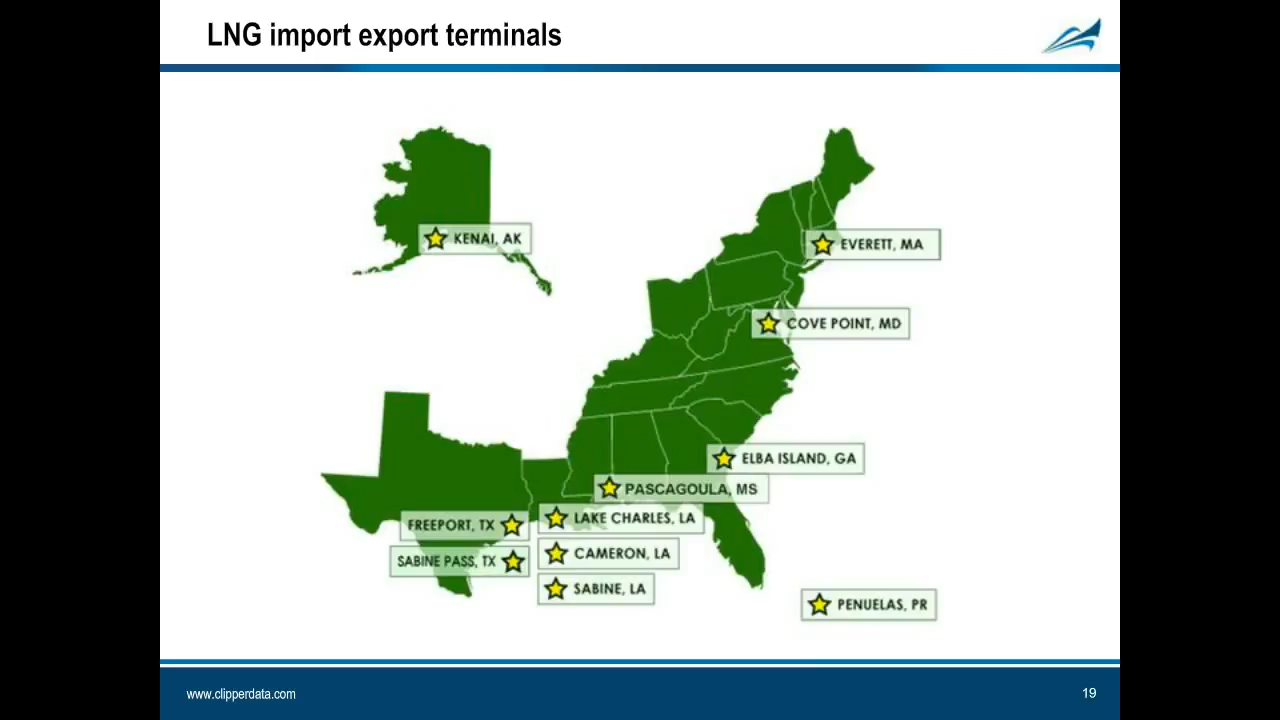 LNG import export terminals
KENAI, AK
EVERETT, MA
COVE POINT, MD
ELBA ISLAND, GA
PASCAGOULA, MS
FREEPORT, TX
LAKE CHARLES, LA
SABINE PASS, TX
CAMERON, LA
SABINE, LA
PENUELAS, PR
www.clipperdata.com
19